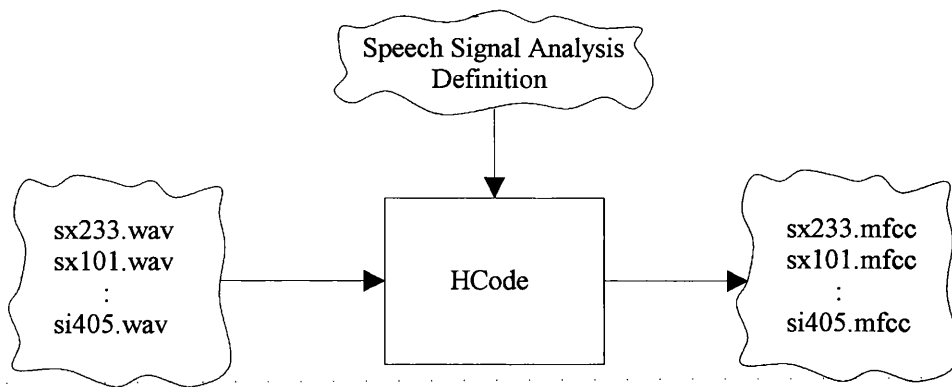 Speech Signal Analysis
Definition
sx233.wav
sx101.wav
:
si405.wav
HCode
sx233.mfcc
sx101.mfcc
:
si405.mfcc